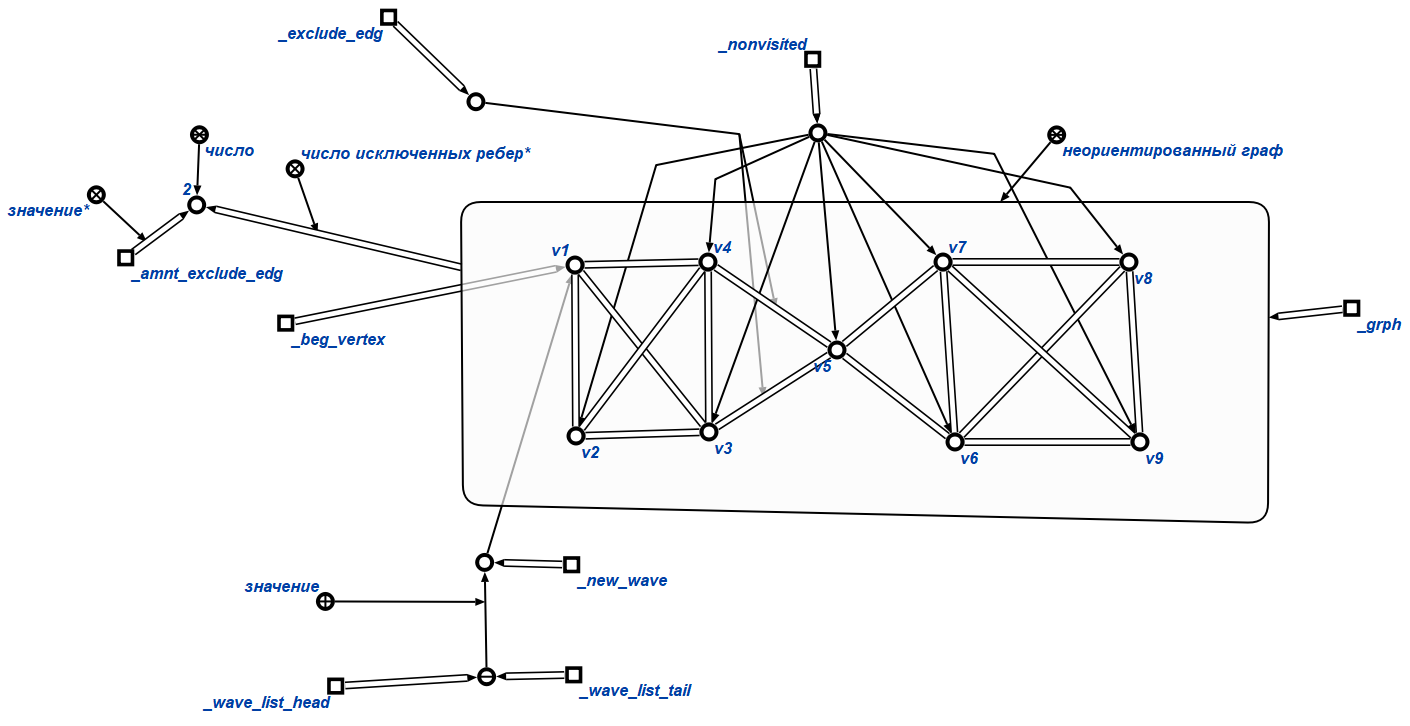 _exclude_edg
_nonvisited
число
число исключенных ребер*
неориентированный граф
2
значение*
_amnt_exclude_edg
v1
v4
v7
v8
_beg_vertex
_grph
v5
v2
v3
v6
v9
_new_wave
значение
_wave_list_head
_wave_list_tail